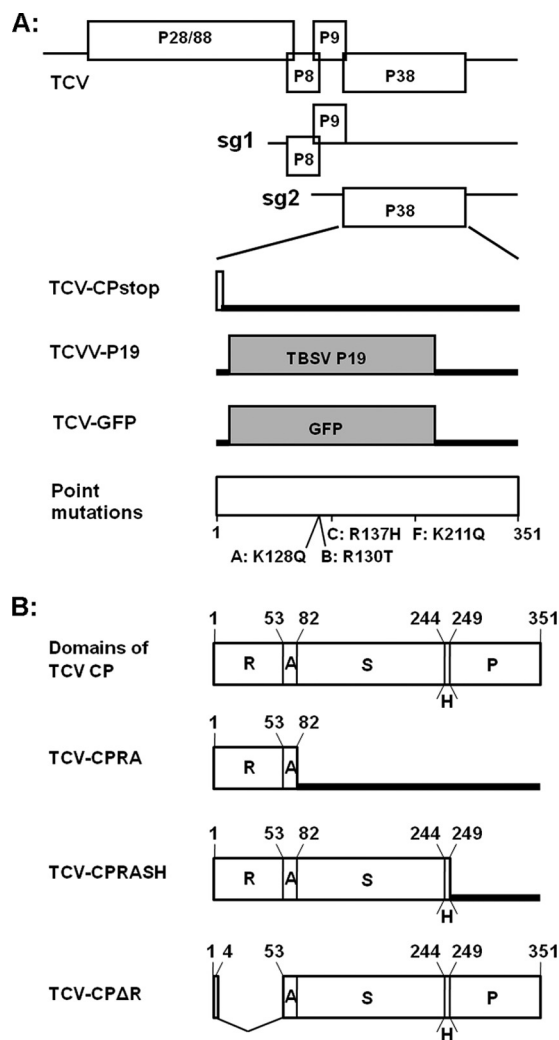 A:
P28/88
P9
TCV
P8
P38
sg1
P9
P8
sg2
P38
TCV-CPstop
TCVV-P19
TBSV P19
TCV-GFP
GFP
Point
mutations
1
351
C: R137H F: K211Q
A: K128Q B: R130T
B:
1 53 82 244 249 351
Domains of
TCV CP
R A S P
H
1 53 82
TCV-CPRA
R A
1 53 82 244 249
TCV-CPRASH
R A S
H
1 4 53 244 249 351
TCV-CPΔR
A S P
H